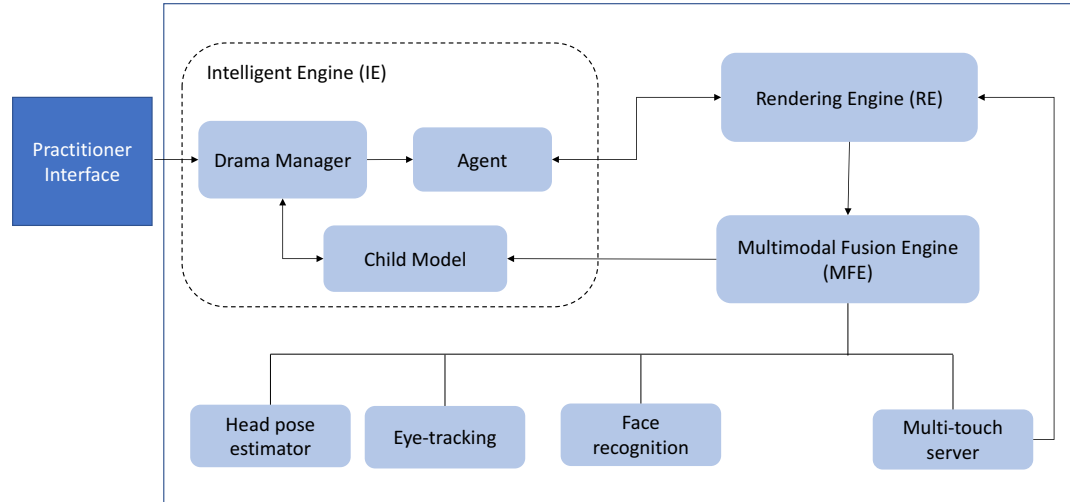 Intelligent Engine (IE)
Rendering Engine (RE)
Practitioner
Interface
Drama Manager
Agent
Child Model
Multimodal Fusion Engine
(MFE)
Head pose
estimator
Eye-tracking
Face
recognition
Multi-touch
server